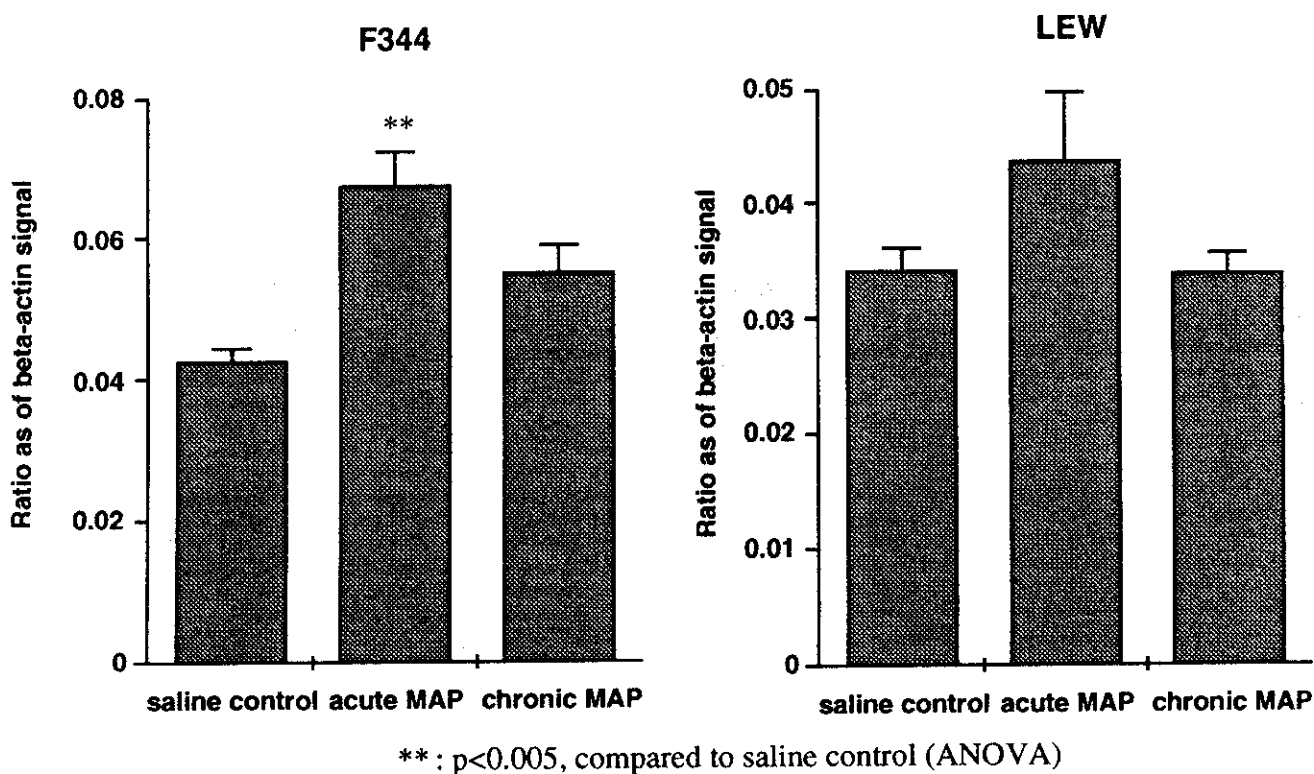 F344
0.08
0.06
0.04
0.02
0
Ratio as of beta-actin signal
**
saline control acute MAP chronic MAP
LEW
0.05
0.04
0.03
0.02
0.01
0
Ratio as of beta-actin signal
saline control acute MAP chronic MAP
** : p<0.005, compared to saline control (ANOVA)